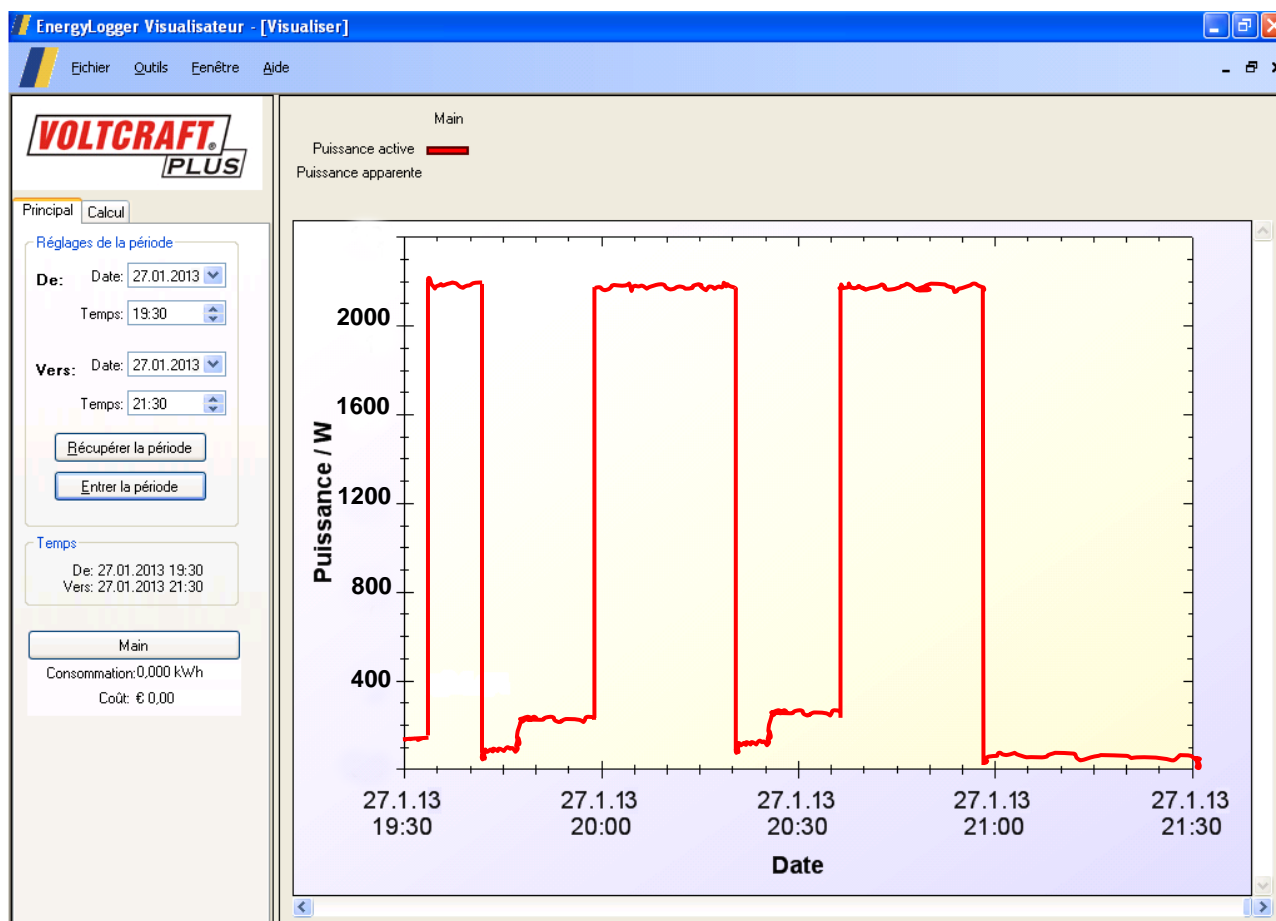 EnergyLogger Visualisateur - [Visualiser]
Fichier Outils Fenêtre Aide
VOLTCRAFT®
PLUS
Principal Calcul
Réglages de la période
De: Date: 27.01.2013
Temps: 19:30
Vers: Date: 27.01.2013
Temps: 21:30
Récupérer la période
Entrer la période
Temps
De: 27.01.2013 19:30
Vers: 27.01.2013 21:30
Main
Consommation:0,000 kWh
Coût: € 0,00
Main
Puissance active
Puissance apparente
Puissance / W
2000
1600
1200
800
400
27.1.13 27.1.13 27.1.13 27.1.13 27.1.13
19:30 20:00 20:30 21:00 21:30
Date